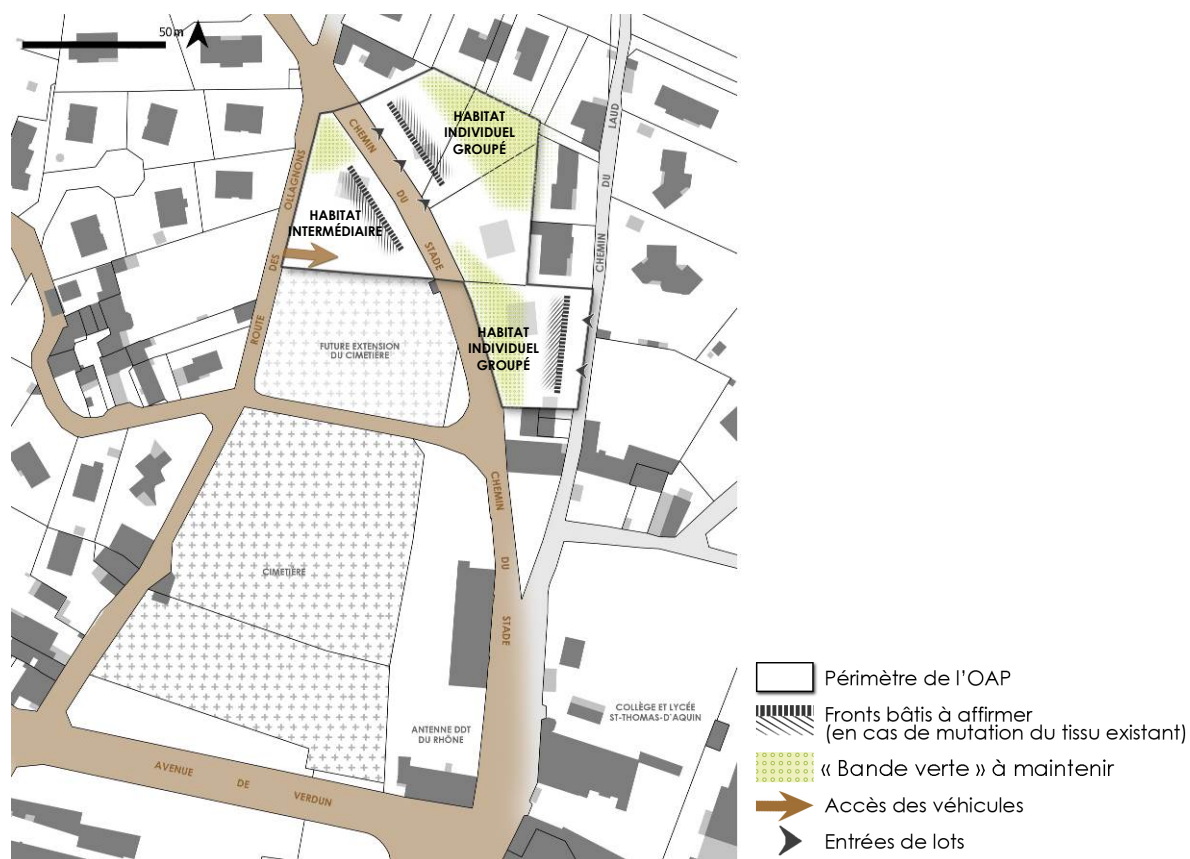 50m
HABITAT
INDIVIDUEL
GROUPÉ
CHEMIN
DU
STADE
OLLAGNONS
DES
ROUTE
HABITAT
INTERMÉDIAIRE
LAUD
DU
CHEMIN
FUTURE EXTENSION
DU CIMETIÈRE
HABITAT
INDIVIDUEL
GROUPÉ
CIMETIÈRE
CHEMIN
DU
STADE
COLLÈGE ET LYCÉE
ST-THOMAS-D'AQUIN
ANTENNE DDT
DU RHÔNE
AVENUE
DE
VERDUN
Périmètre de l'OAP
Fronts bâtis à affirmer
(en cas de mutation du tissu existant)
« Bande verte » à maintenir
Accès des véhicules
Entrées de lots